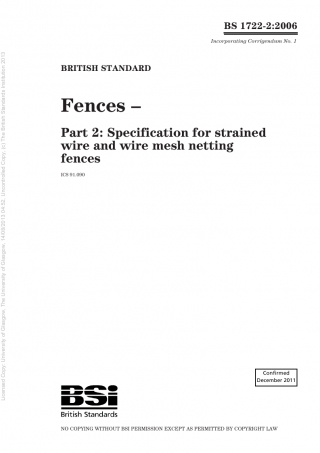 BS 1722-2:2006
Incorporating Corrigendum No. 1
BRITISH STANDARD
Fences –
Part 2: Specification for strained
wire and wire mesh netting
fences
ICS 91.090
Licensed Copy: University of Glasgow, The University of Glasgow, 14/03/2013 04:32, Uncontrolled Copy, (c) The British Standards Institution 2013
Confirmed
December 2011
BSi
British Standards
NO COPYING WITHOUT BSI PERMISSION EXCEPT AS PERMITTED BY COPYRIGHT LAW